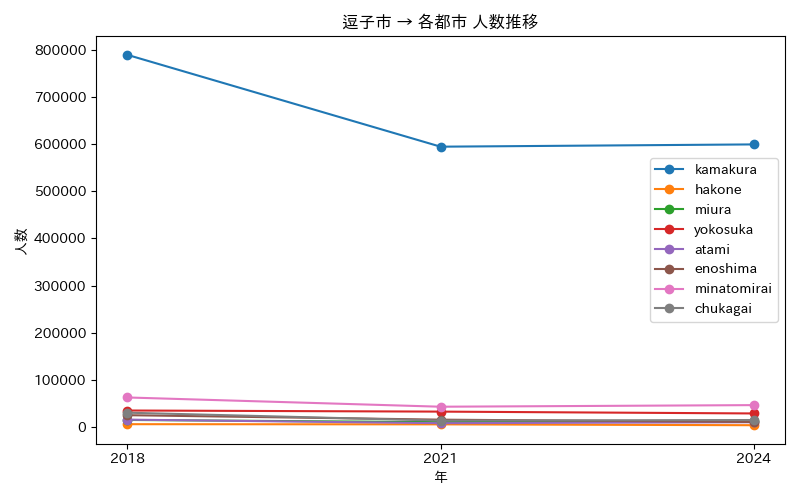 逗子市 → 各都市 人数推移
800000
700000
600000
500000
400000
300000
200000
100000
0
人数
kamakura
hakone
miura
yokosuka
atami
enoshima
minatomirai
chukagai
2018
2021
2024
年